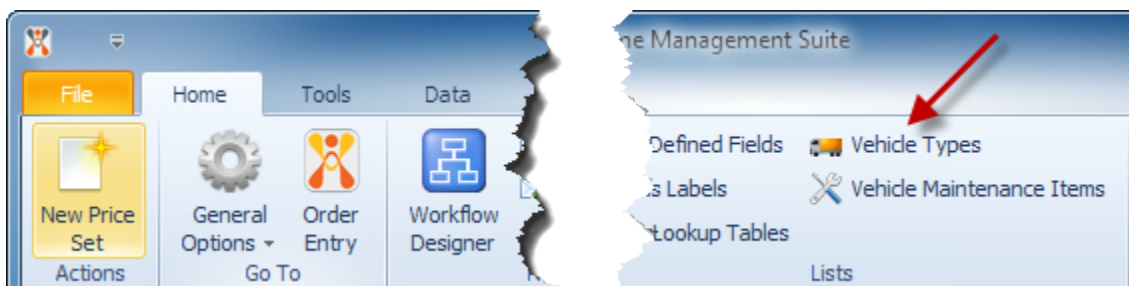 Management Suite
File
Home
Tools
Data
New Price
Set
Actions
General
Options
Order
Entry
Go To
Workflow
Designer
Defined Fields
Labels
Lookup Tables
Vehicle Types
Vehicle Maintenance Items
Lists